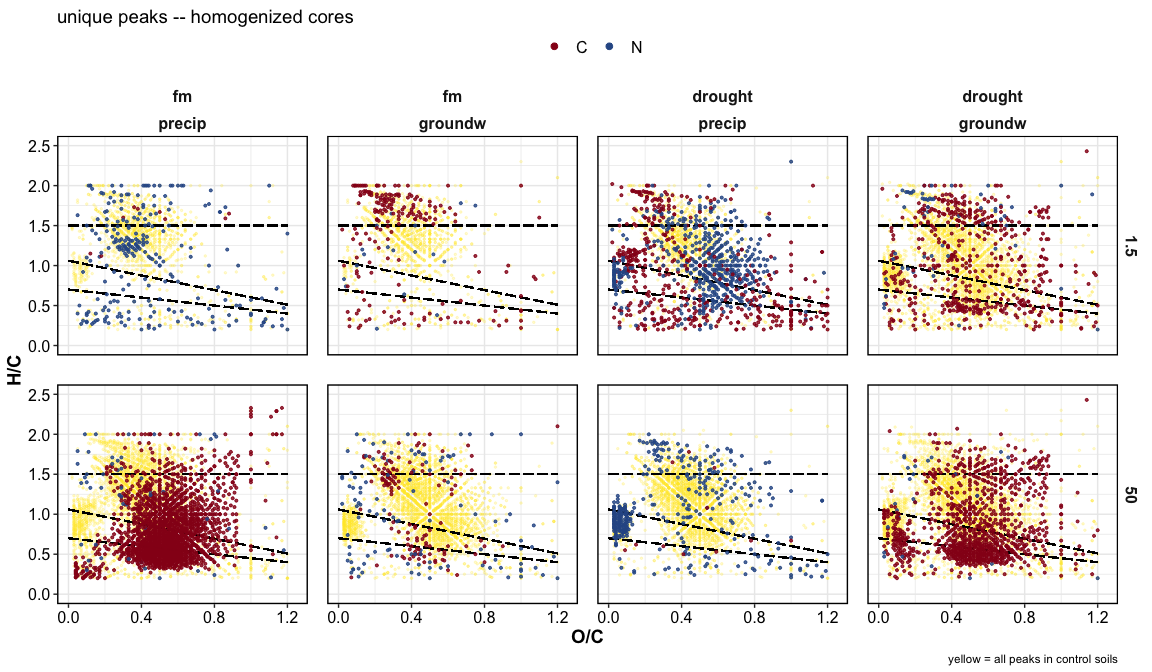 unique peaks -- homogenized cores
C N
fm fm drought drought
precip groundw precip groundw
2.5
2.0
1.5
1.0
0.5
0.0
1.5
H/C
2.5
2.0
1.5
1.0
0.5
0.0
50
0.0 0.4 0.8 1.2 0.0 0.4 0.8 1.2 0.0 0.4 0.8 1.2 0.0 0.4 0.8 1.2
O/C
yellow = all peaks in control soils